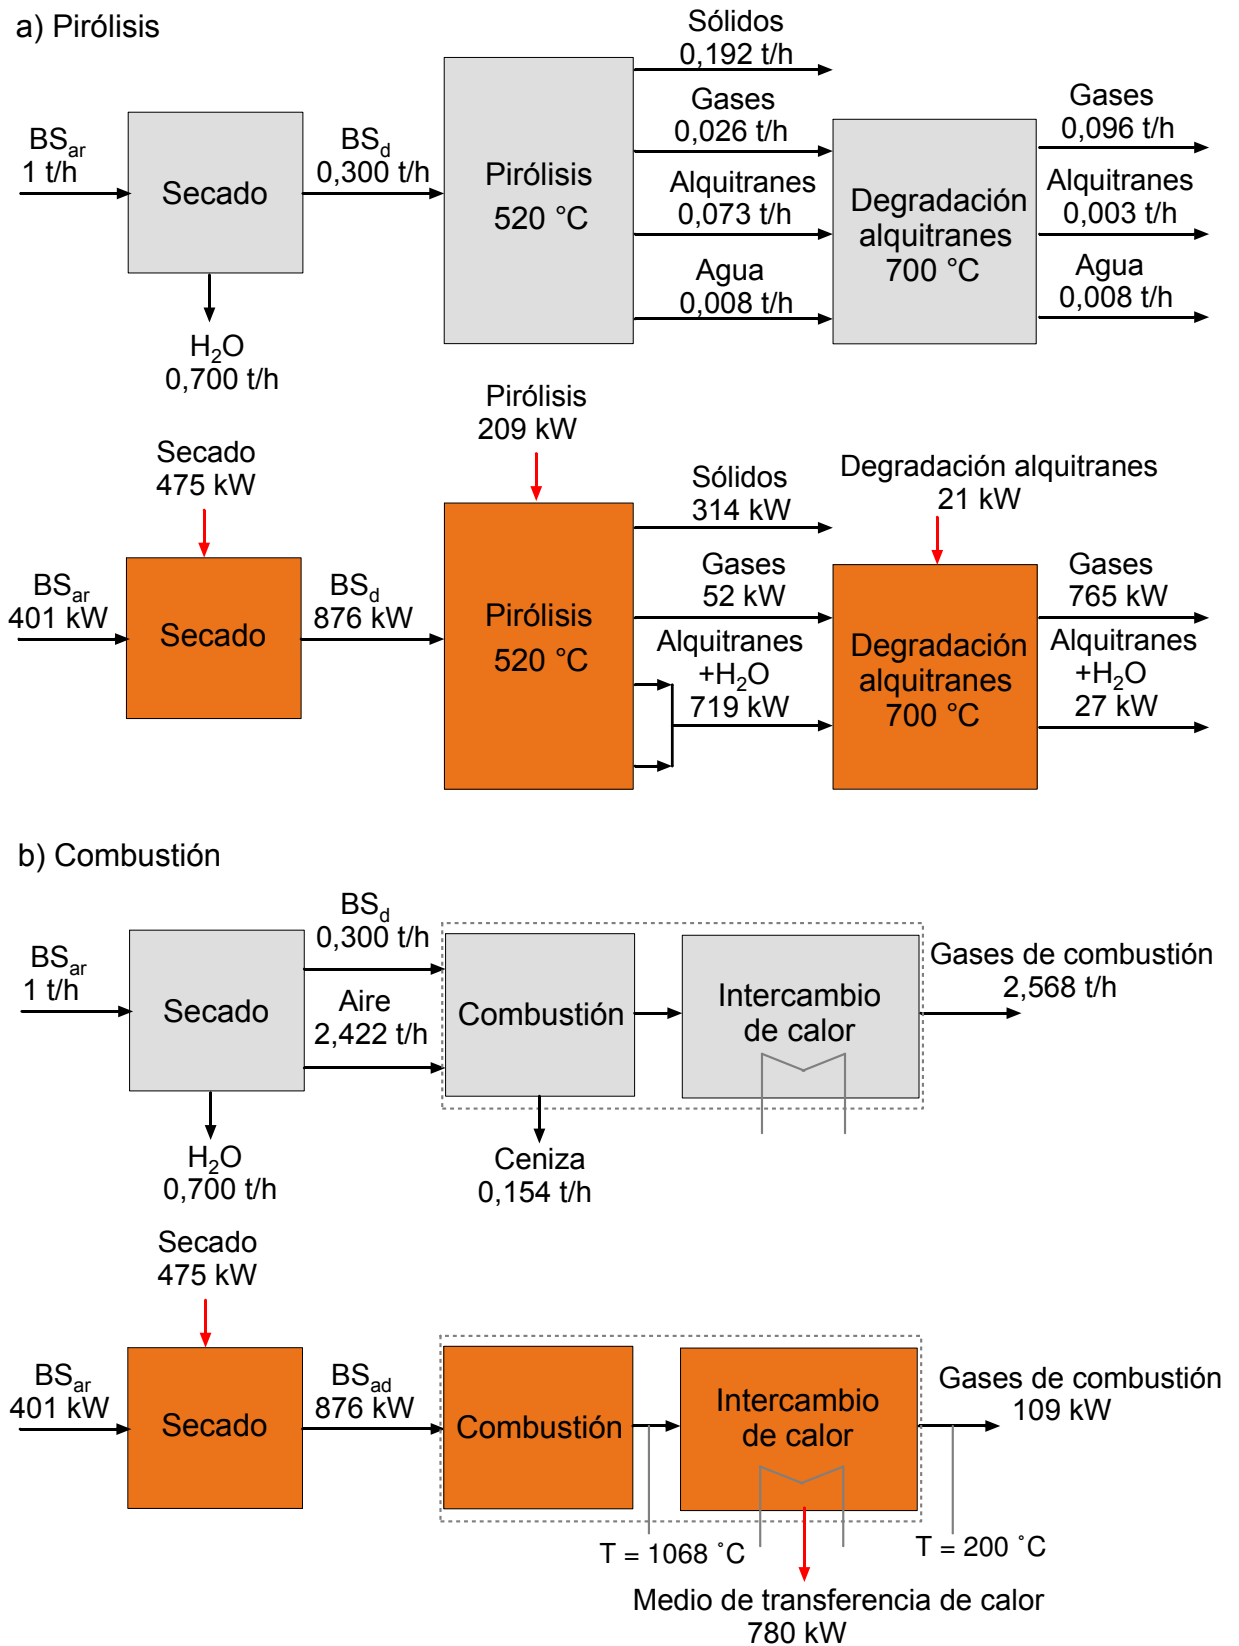 a) Pirólisis
Sólidos
0,192 t/h
Gases
0,026 t/h
Alquitranes
0,073 t/h
Agua
0,008 t/h
Gases
0,096 t/h
Alquitranes
0,003 t/h
Agua
0,008 t/h
BSar
1 t/h
Secado
BSd
0,300 t/h
Pirólisis
520 °C
Degradación
alquitranes
700 °C
H2O
0,700 t/h
Pirólisis
209 kW
Secado
475 kW
Sólidos
314 kW
Degradación alquitranes
21 kW
BSar
401 kW
Secado
BSd
876 kW
Pirólisis
520 °C
Gases
52 kW
Alquitranes
+H2O
719 kW
Degradación
alquitranes
700 °C
Gases
765 kW
Alquitranes
+H2O
27 kW
b) Combustión
BSar
1 t/h
Secado
BSd
0,300 t/h
Aire
2,422 t/h
Combustión
Intercambio
de calor
Gases de combustión
2,568 t/h
H2O
0,700 t/h
Ceniza
0,154 t/h
Secado
475 kW
BSar
401 kW
Secado
BSad
876 kW
Combustión
Intercambio
de calor
Gases de combustión
109 kW
T = 1068 ˚C
T = 200 ˚C
Medio de transferencia de calor
780 kW